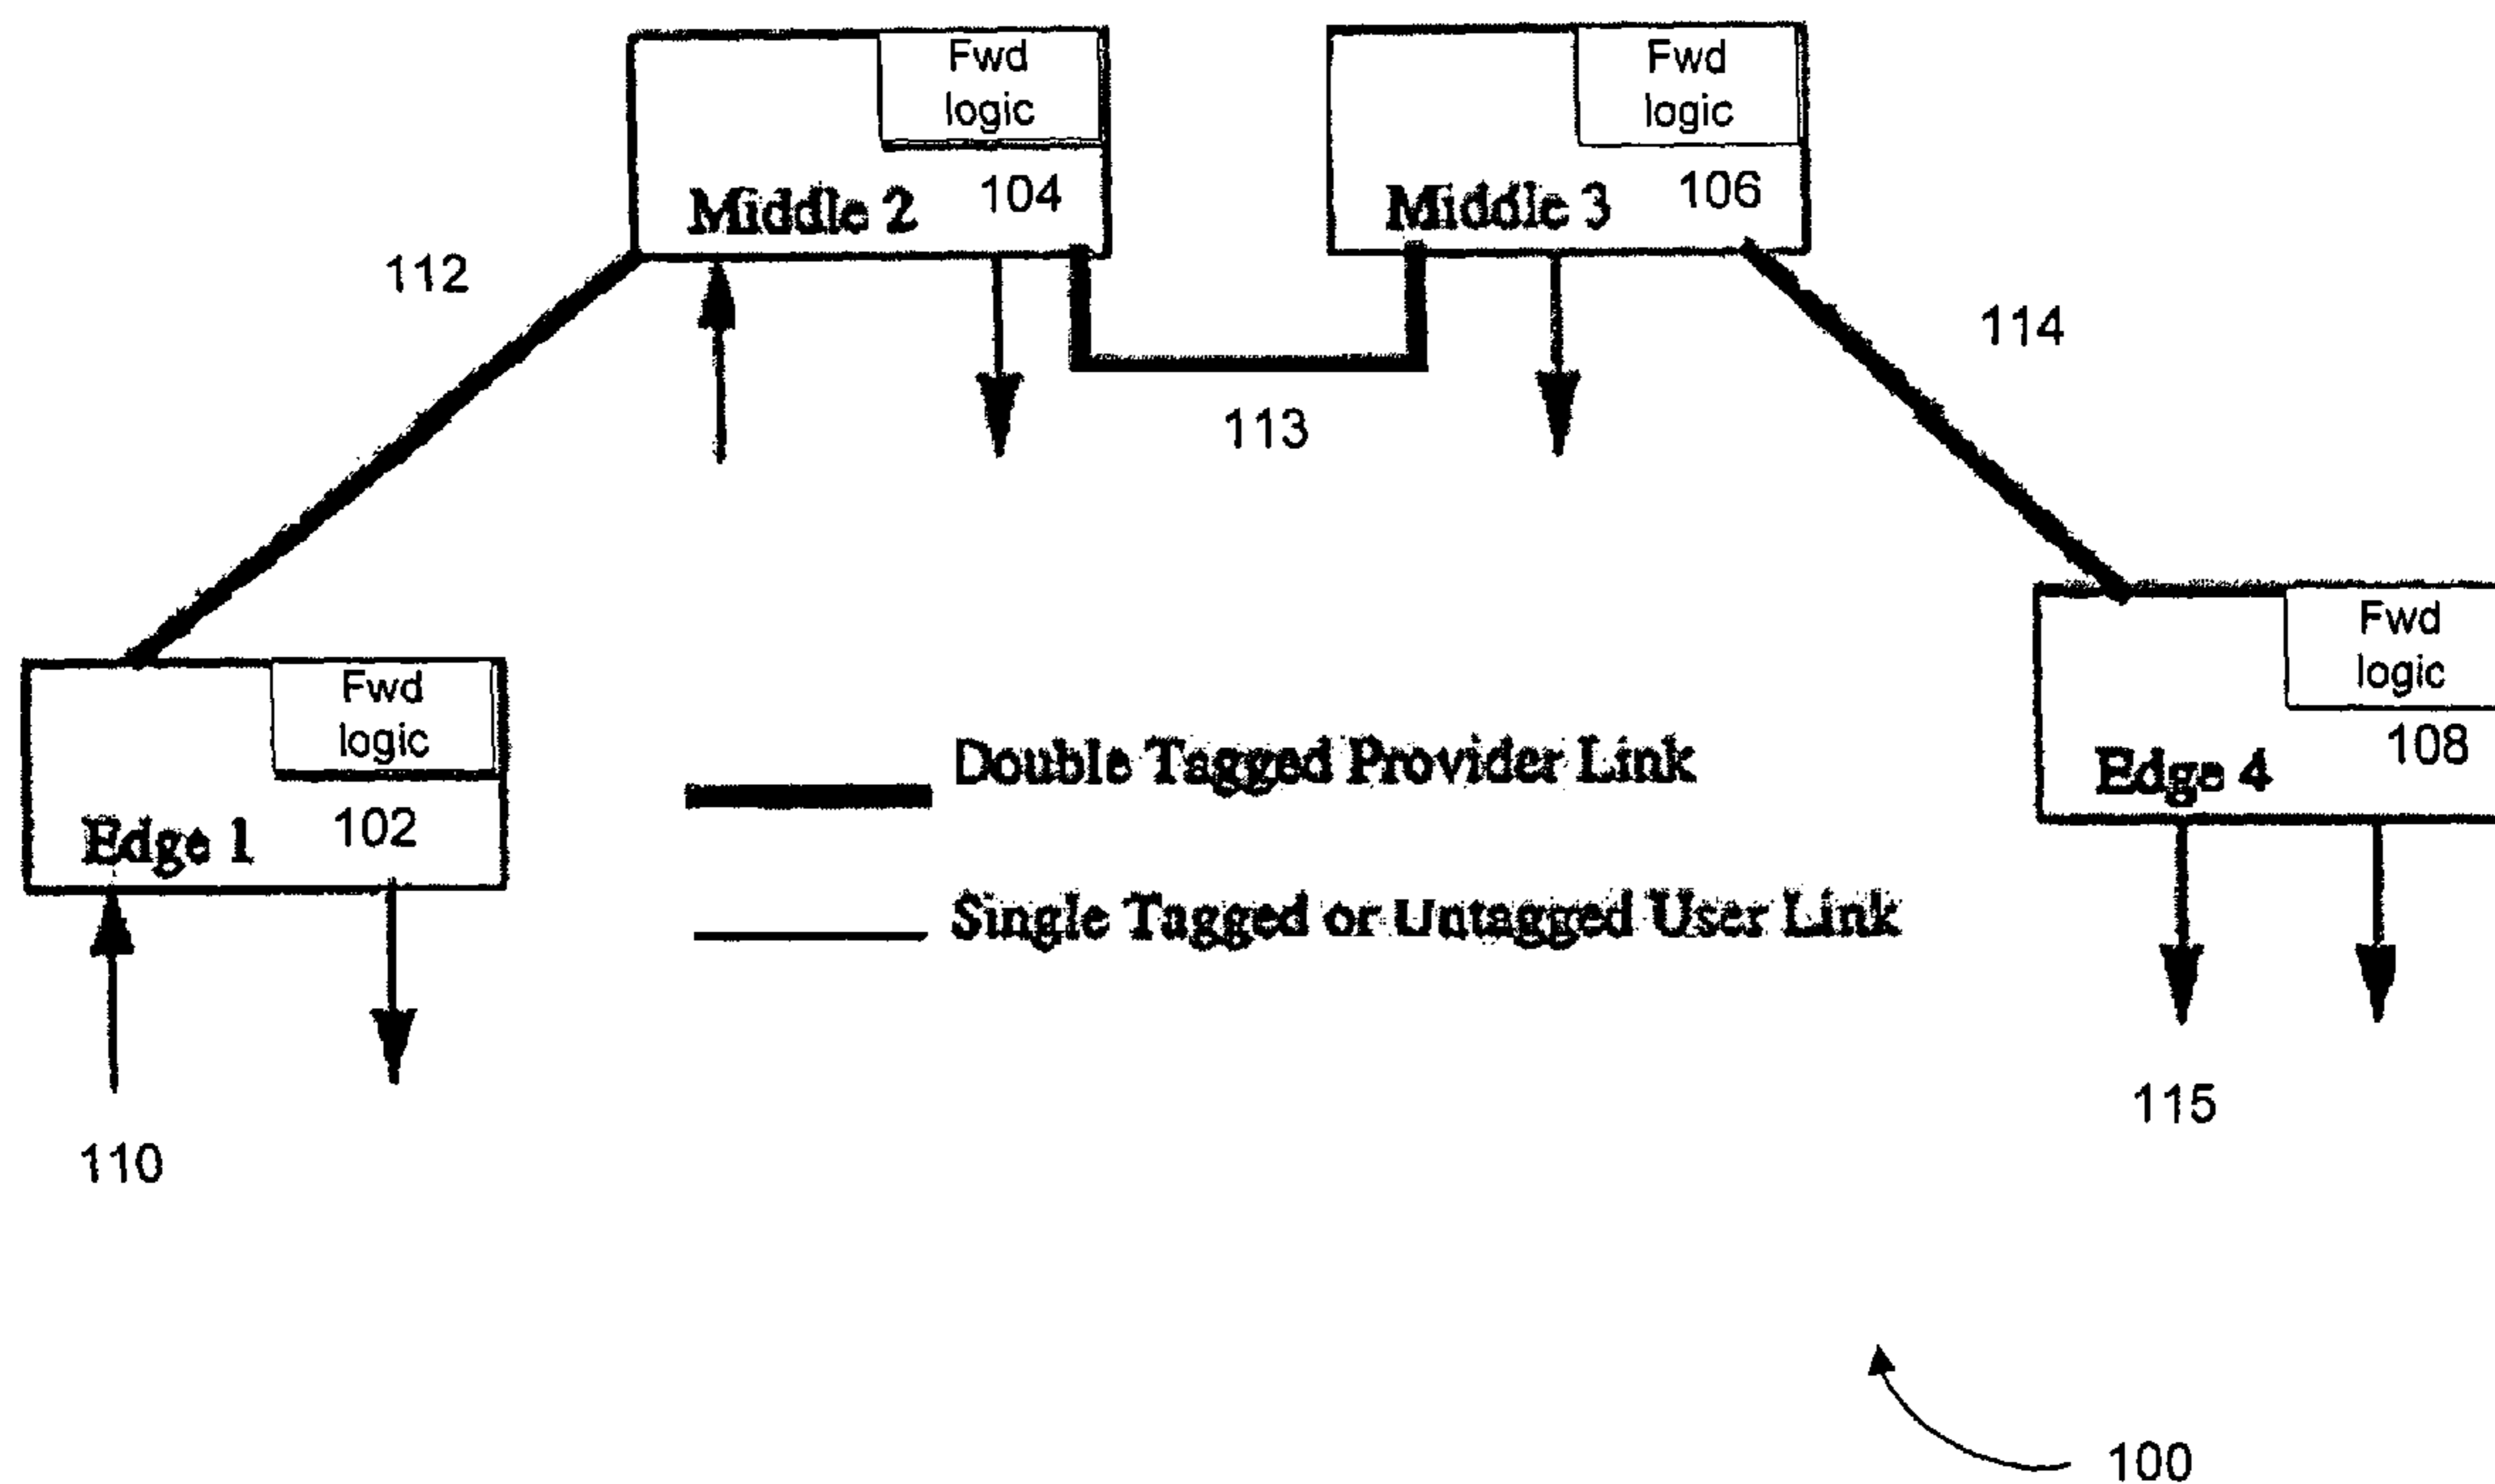 Fwd
logic
104
Middle 2
Fwd
logic
106
Middle 3
112
113
114
Fwd
logic
102
Edge 1
110
Double Tagged Provider Link
Single Tagged or Untagged User Link
Fwd
logic
108
Edge 4
115
100